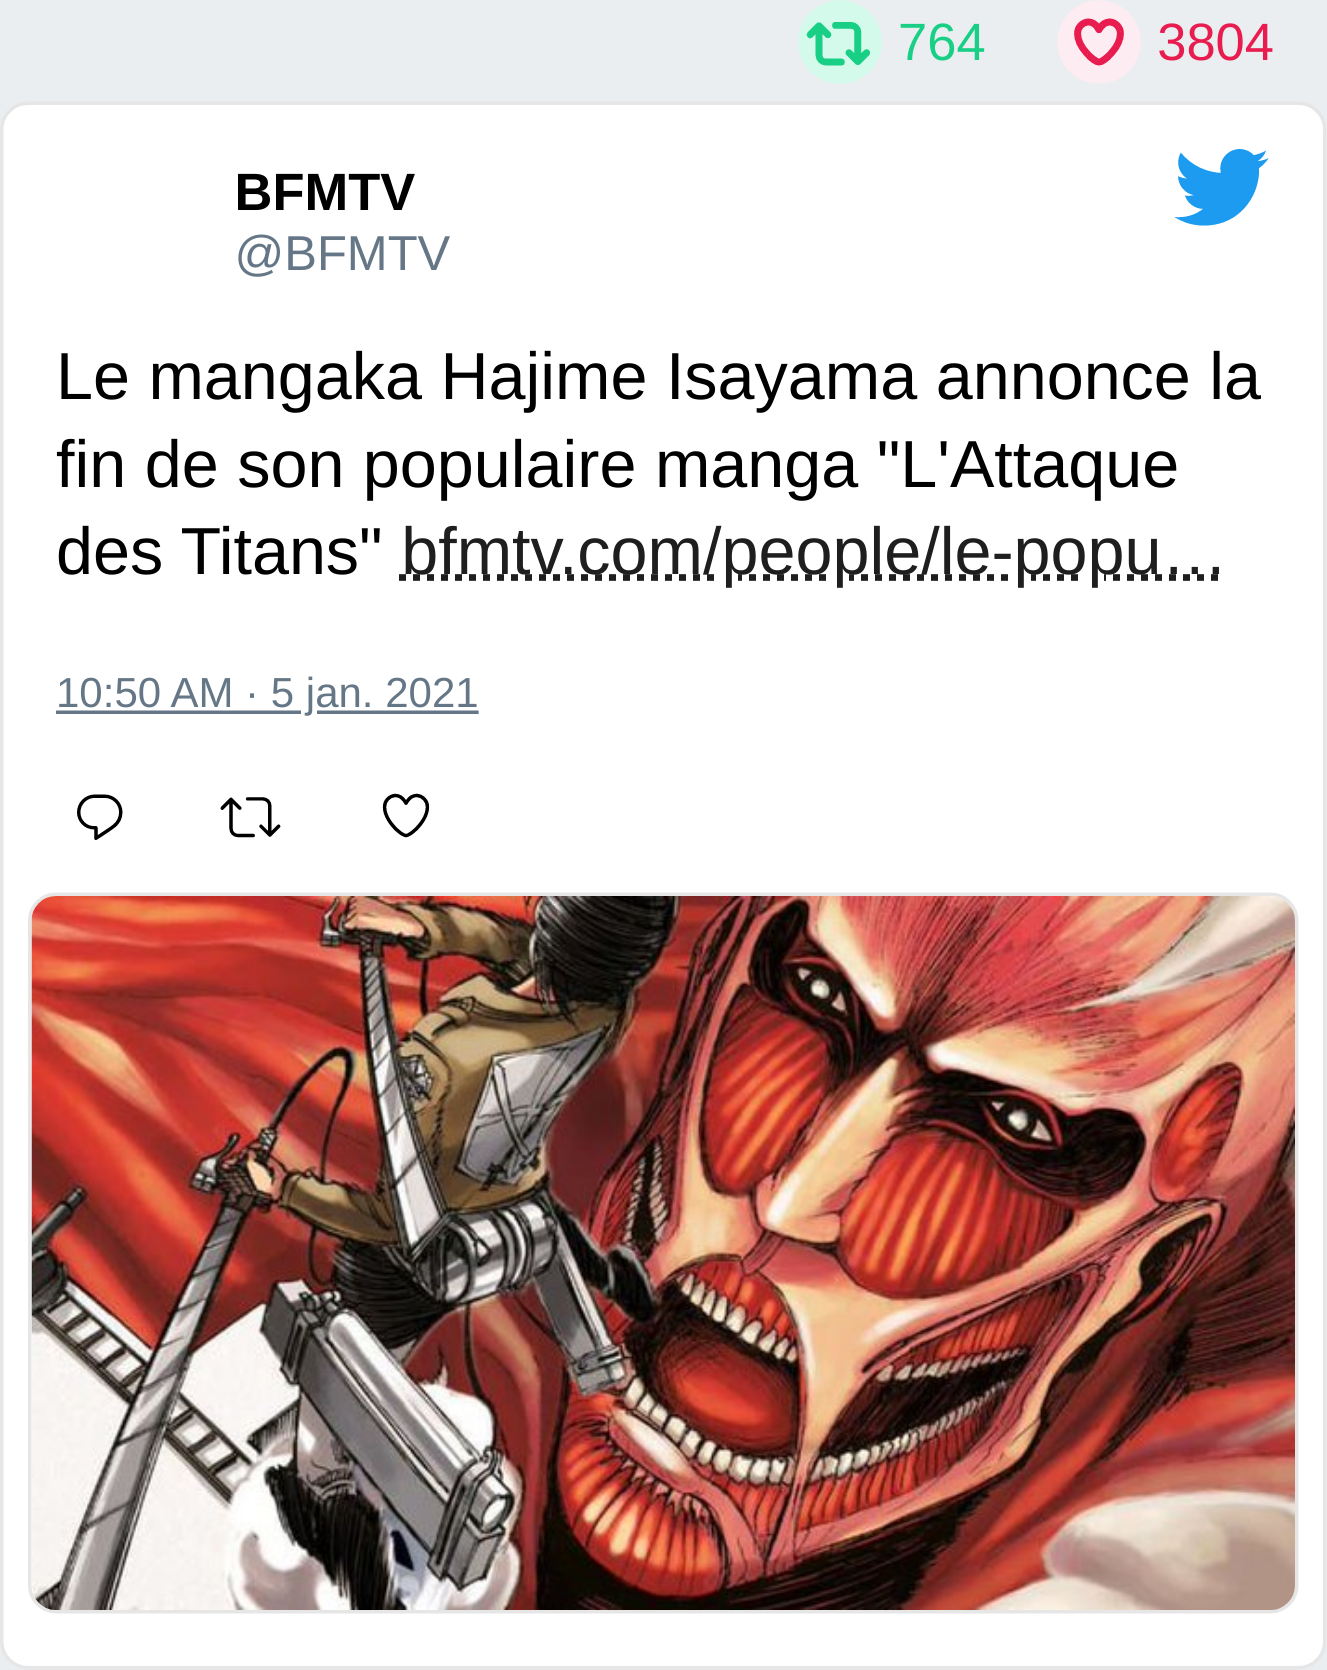 764 3804
BFMTV
@BFMTV
Le mangaka Hajime Isayama annonce la
fin de son populaire manga "L'Attaque
des Titans" bfmtv.com/people/le-popu…
10:50 AM · 5 jan. 2021